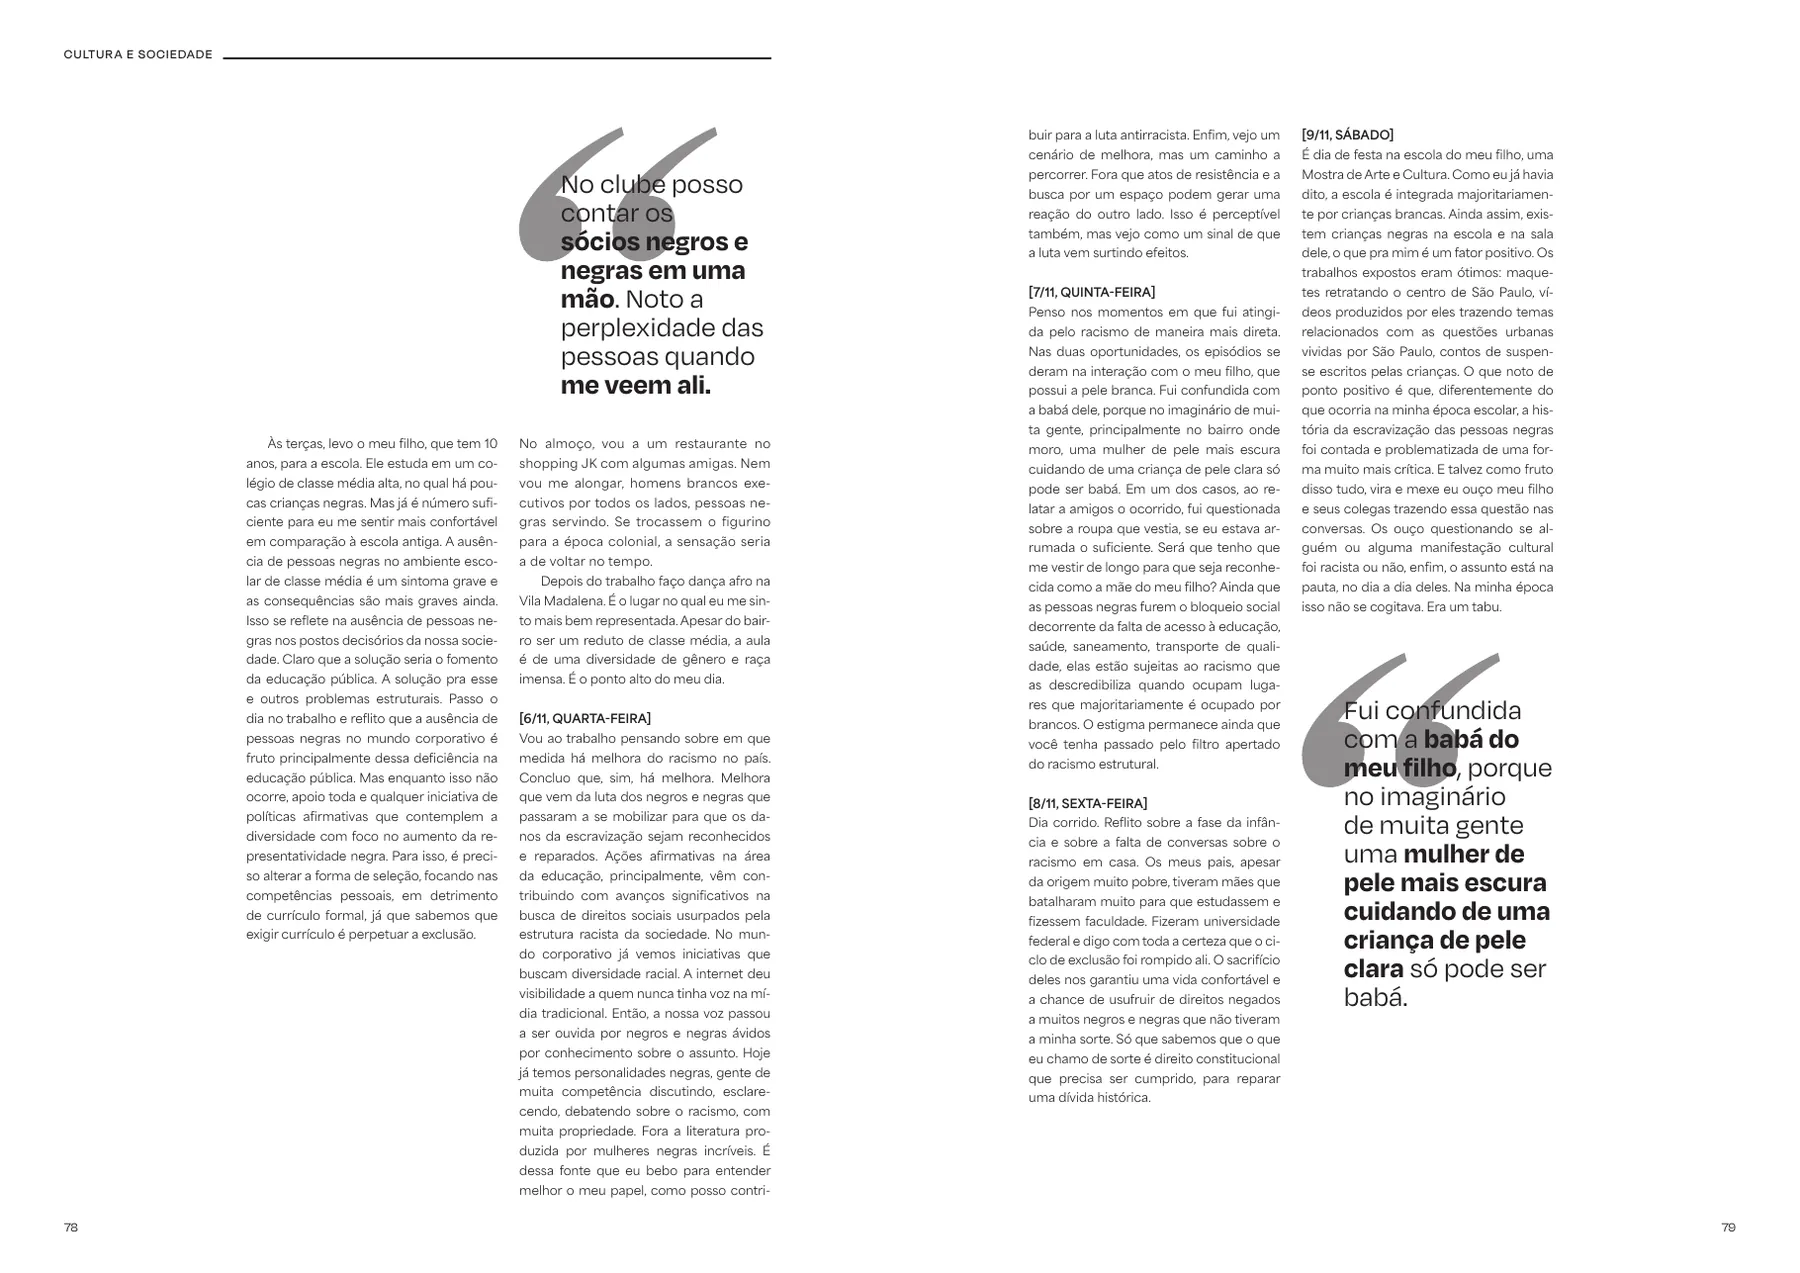 CULTURA E SOCIEDADE
No clube posso
contar os
sócios negros e
negras em uma
mão. Noto a
perplexidade das
pessoas quando
me veem ali.
Às terças, levo o meu filho, que tem 10
anos, para a escola. Ele estuda em um co-
légio de classe média alta, no qual há pou-
cas crianças negras. Mas já é número sufi-
ciente para eu me sentir mais confortável
em comparação à escola antiga. A ausên-
cia de pessoas negras no ambiente esco-
lar de classe média é um sintoma grave e
as consequências são mais graves ainda.
Isso se reflete na ausência de pessoas ne-
gras nos postos decisórios da nossa socie-
dade. Claro que a solução seria o fomento
da educação pública. A solução pra esse
e outros problemas estruturais. Passo o
dia no trabalho e reflito que a ausência de
pessoas negras no mundo corporativo é
fruto principalmente dessa deficiência na
educação pública. Mas enquanto isso não
ocorre, apoio toda e qualquer iniciativa de
políticas afirmativas que contemplem a
diversidade com foco no aumento da re-
presentatividade negra. Para isso, é preci-
so alterar a forma de seleção, focando nas
competências pessoais, em detrimento
de currículo formal, já que sabemos que
exigir currículo é perpetuar a exclusão.
No almoço, vou a um restaurante no
shopping JK com algumas amigas. Nem
vou me alongar, homens brancos exe-
cutivos por todos os lados, pessoas ne-
gras servindo. Se trocassem o figurino
para a época colonial, a sensação seria
a de voltar no tempo.
Depois do trabalho faço dança afro na
Vila Madalena. É o lugar no qual eu me sin-
to mais bem representada. Apesar do bair-
ro ser um reduto de classe média, a aula
é de uma diversidade de gênero e raça
imensa. É o ponto alto do meu dia.
[6/11, QUARTA-FEIRA]
Vou ao trabalho pensando sobre em que
medida há melhora do racismo no país.
Concluo que, sim, há melhora. Melhora
que vem da luta dos negros e negras que
passaram a se mobilizar para que os da-
nos da escravização sejam reconhecidos
e reparados. Ações afirmativas na área
da educação, principalmente, vêm con-
tribuindo com avanços significativos na
busca de direitos sociais usurpados pela
estrutura racista da sociedade. No mun-
do corporativo já vemos iniciativas que
buscam diversidade racial. A internet deu
visibilidade a quem nunca tinha voz na mí-
dia tradicional. Então, a nossa voz passou
a ser ouvida por negros e negras ávidos
por conhecimento sobre o assunto. Hoje
já temos personalidades negras, gente de
muita competência discutindo, esclare-
cendo, debatendo sobre o racismo, com
muita propriedade. Fora a literatura pro-
duzida por mulheres negras incríveis. É
dessa fonte que eu bebo para entender
melhor o meu papel, como posso contri-
78
buir para a luta antirracista. Enfim, vejo um
cenário de melhora, mas um caminho a
percorrer. Fora que atos de resistência e a
busca por um espaço podem gerar uma
reação do outro lado. Isso é perceptível
também, mas vejo como um sinal de que
a luta vem surtindo efeitos.
[7/11, QUINTA-FEIRA]
Penso nos momentos em que fui atingi-
da pelo racismo de maneira mais direta.
Nas duas oportunidades, os episódios se
deram na interação com o meu filho, que
possui a pele branca. Fui confundida com
a babá dele, porque no imaginário de mui-
ta gente, principalmente no bairro onde
moro, uma mulher de pele mais escura
cuidando de uma criança de pele clara só
pode ser babá. Em um dos casos, ao re-
latar a amigos o ocorrido, fui questionada
sobre a roupa que vestia, se eu estava ar-
rumada o suficiente. Será que tenho que
me vestir de longo para que seja reconhe-
cida como a mãe do meu filho? Ainda que
as pessoas negras furem o bloqueio social
decorrente da falta de acesso à educação,
saúde, saneamento, transporte de quali-
dade, elas estão sujeitas ao racismo que
as descredibiliza quando ocupam luga-
res que majoritariamente é ocupado por
brancos. O estigma permanece ainda que
você tenha passado pelo filtro apertado
do racismo estrutural.
[8/11, SEXTA-FEIRA]
Dia corrido. Reflito sobre a fase da infân-
cia e sobre a falta de conversas sobre o
racismo em casa. Os meus pais, apesar
da origem muito pobre, tiveram mães que
batalharam muito para que estudassem e
fizessem faculdade. Fizeram universidade
federal e digo com toda a certeza que o ci-
clo de exclusão foi rompido ali. O sacrifício
deles nos garantiu uma vida confortável e
a chance de usufruir de direitos negados
a muitos negros e negras que não tiveram
a minha sorte. Só que sabemos que o que
eu chamo de sorte é direito constitucional
que precisa ser cumprido, para reparar
uma dívida histórica.
[9/11, SÁBADO]
É dia de festa na escola do meu filho, uma
Mostra de Arte e Cultura. Como eu já havia
dito, a escola é integrada majoritariamen-
te por crianças brancas. Ainda assim, exis-
tem crianças negras na escola e na sala
dele, o que pra mim é um fator positivo. Os
trabalhos expostos eram ótimos: maque-
tes retratando o centro de São Paulo, ví-
deos produzidos por eles trazendo temas
relacionados com as questões urbanas
vividas por São Paulo, contos de suspen-
se escritos pelas crianças. O que noto de
ponto positivo é que, diferentemente do
que ocorria na minha época escolar, a his-
tória da escravização das pessoas negras
foi contada e problematizada de uma for-
ma muito mais crítica. E talvez como fruto
disso tudo, vira e mexe eu ouço meu filho
e seus colegas trazendo essa questão nas
conversas. Os ouço questionando se al-
guém ou alguma manifestação cultural
foi racista ou não, enfim, o assunto está na
pauta, no dia a dia deles. Na minha época
isso não se cogitava. Era um tabu.
Fui confundida
com a babá do
meu filho, porque
no imaginário
de muita gente
uma mulher de
pele mais escura
cuidando de uma
criança de pele
clara só pode ser
babá.
79